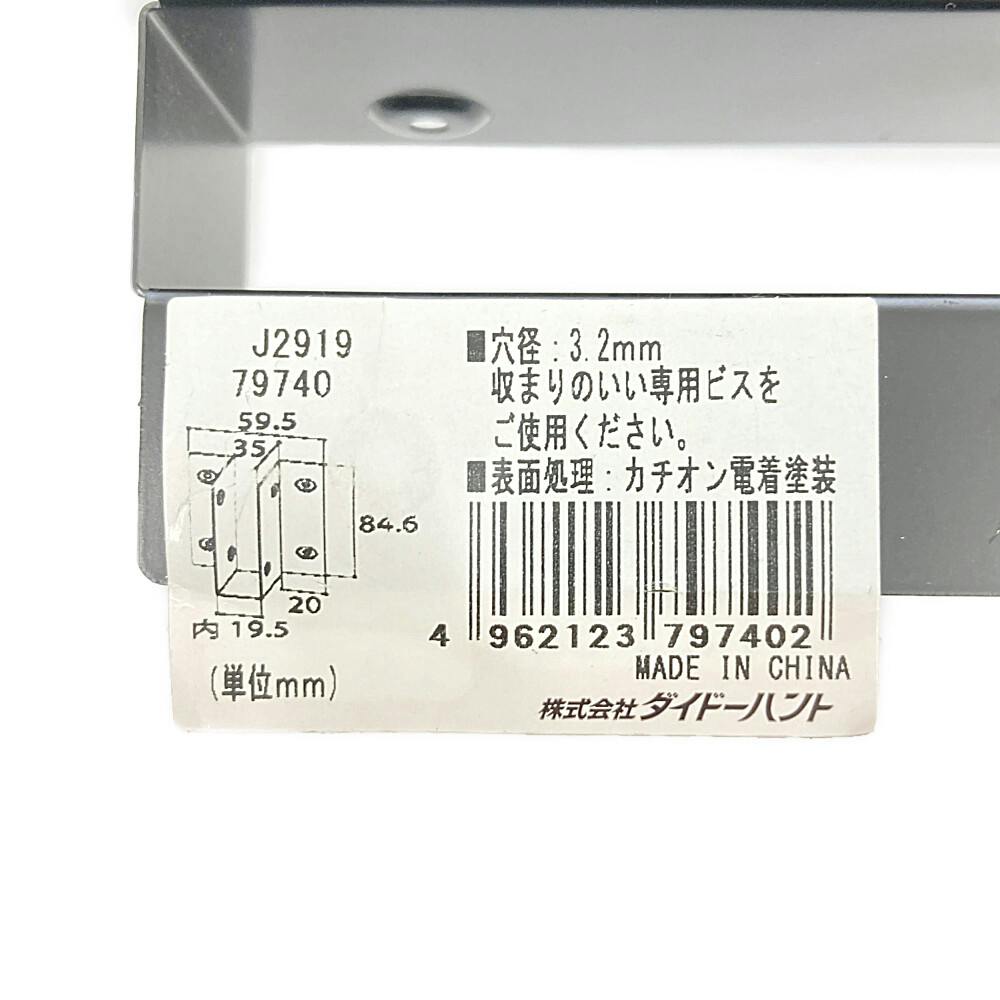 J2919
79740
59.5
35
84.6
20
内 19.5
(単位mm)
■穴径：3.2mm
収まりのいい専用ビスを
ご使用ください。
■表面処理：カチオン電着塗装
4 962123 797402
MADE IN CHINA
株式会社 ダイドーハント